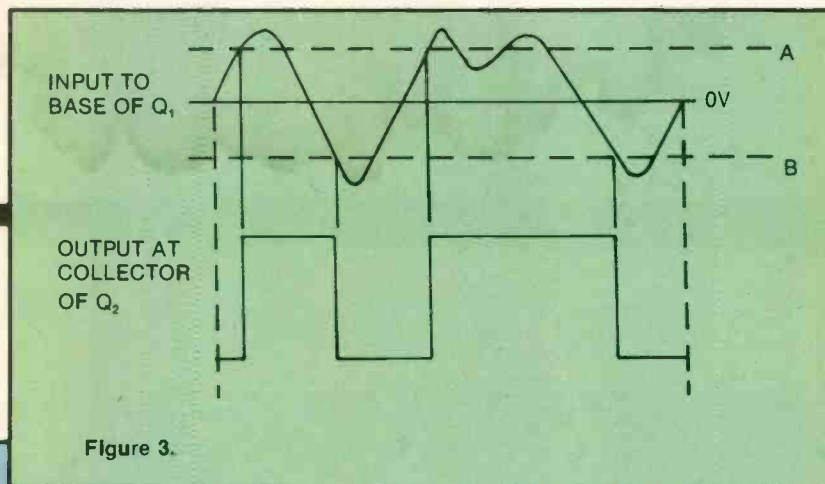 INPUT TO
BASE OF Q₁
A
0V
B
OUTPUT AT
COLLECTOR
OF Q₂
Figure 3.